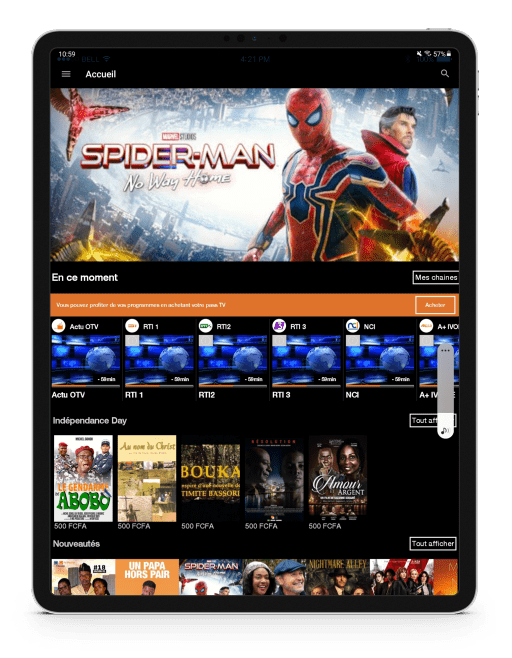 10:59
57%
DELL
4:21 PM
Accueil
MARVEL STUDIOS
SPIDER-MAN
No Way Home
En ce moment
Mes chaines
Vous pouvez profiter de vos programmes en achetant votre pass TV
Acheter
Actu OTV
RTI 1
RTI2
RTI 3
NCI
A+ IVO
- 59min
- 59min
- 59min
- 59min
- 59min
Actu OTV
RTI 1
RTI2
RTI 3
NCI
Indépendance Day
LE GENDARME
ABOBO
Au nom du Christ
BOUKA
TIMITE BASSORI
RÉSOLUTION
Amour
ARGENT
500 FCFA
500 FCFA
500 FCFA
500 FCFA
500 FCFA
Nouveautés
Tout afficher
#18
UN PAPA
HORS PAIR
SPIDER-MAN
NIGHTMARE ALLEY